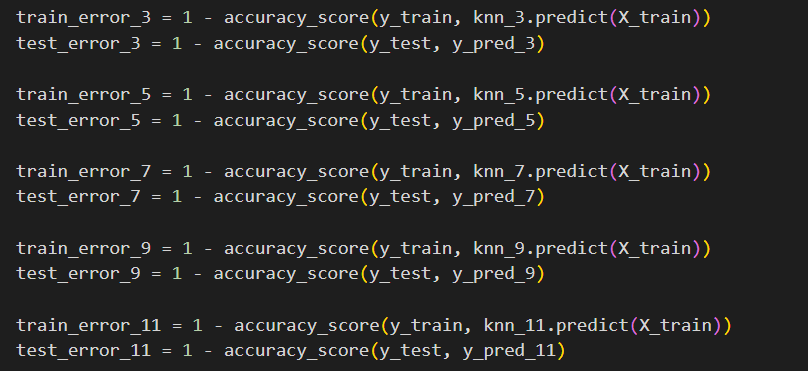 train_error_3 = 1 - accuracy_score(y_train, knn_3.predict(X_train))
test_error_3 = 1 - accuracy_score(y_test, y_pred_3)
train_error_5 = 1 - accuracy_score(y_train, knn_5.predict(X_train))
test_error_5 = 1 - accuracy_score(y_test, y_pred_5)
train_error_7 = 1 - accuracy_score(y_train, knn_7.predict(X_train))
test_error_7 = 1 - accuracy_score(y_test, y_pred_7)
train_error_9 = 1 - accuracy_score(y_train, knn_9.predict(X_train))
test_error_9 = 1 - accuracy_score(y_test, y_pred_9)
train_error_11 = 1 - accuracy_score(y_train, knn_11.predict(X_train))
test_error_11 = 1 - accuracy_score(y_test, y_pred_11)